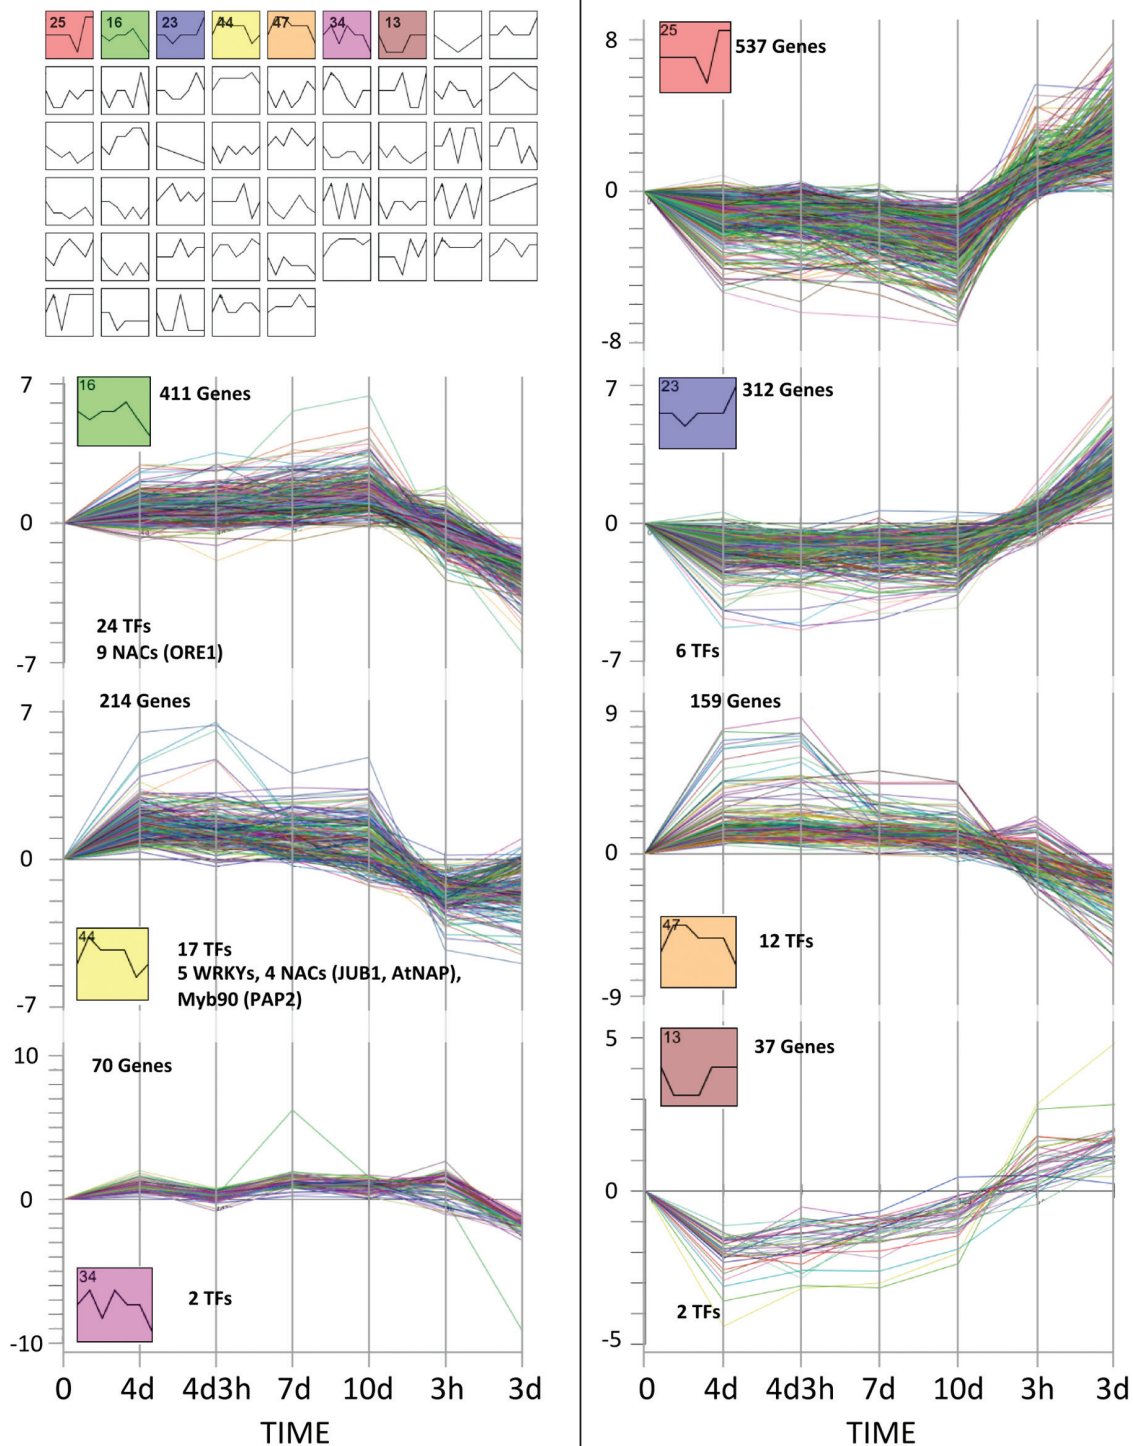 25 16 23 44 47 34 13
25
537 Genes
8
0
-8
16
411 Genes
7
0
-7
24 TFs
9 NACs (ORE1)
23
312 Genes
7
0
-7
6 TFs
214 Genes
7
0
-7
44
17 TFs
5 WRKYs, 4 NACs (JUB1, AtNAP),
Myb90 (PAP2)
159 Genes
9
0
-9
47
12 TFs
70 Genes
10
0
-10
34
2 TFs
0 4d 4d3h 7d 10d 3h 3d
TIME
13
37 Genes
5
0
-5
2 TFs
0 4d 4d3h 7d 10d 3h 3d
TIME